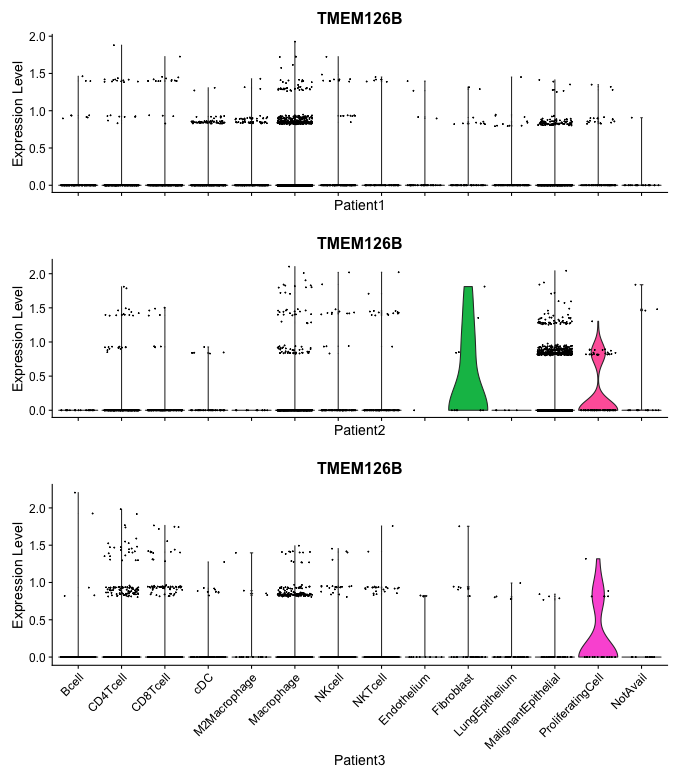 TMEM126B
Expression Level
2.0
1.5
1.0
0.5
0.0
Patient1
TMEM126B
Expression Level
2.0
1.5
1.0
0.5
0.0
Patient2
TMEM126B
Expression Level
2.0
1.5
1.0
0.5
0.0
Bcell
CD4Tcell
CD8Tcell
cDC
M2Macrophage
Macrophage
NKcell
NKTcell
Endothelium
Fibroblast
LungEpithelium
MalignantEpithelial
ProliferatingCell
NotAvail
Patient3